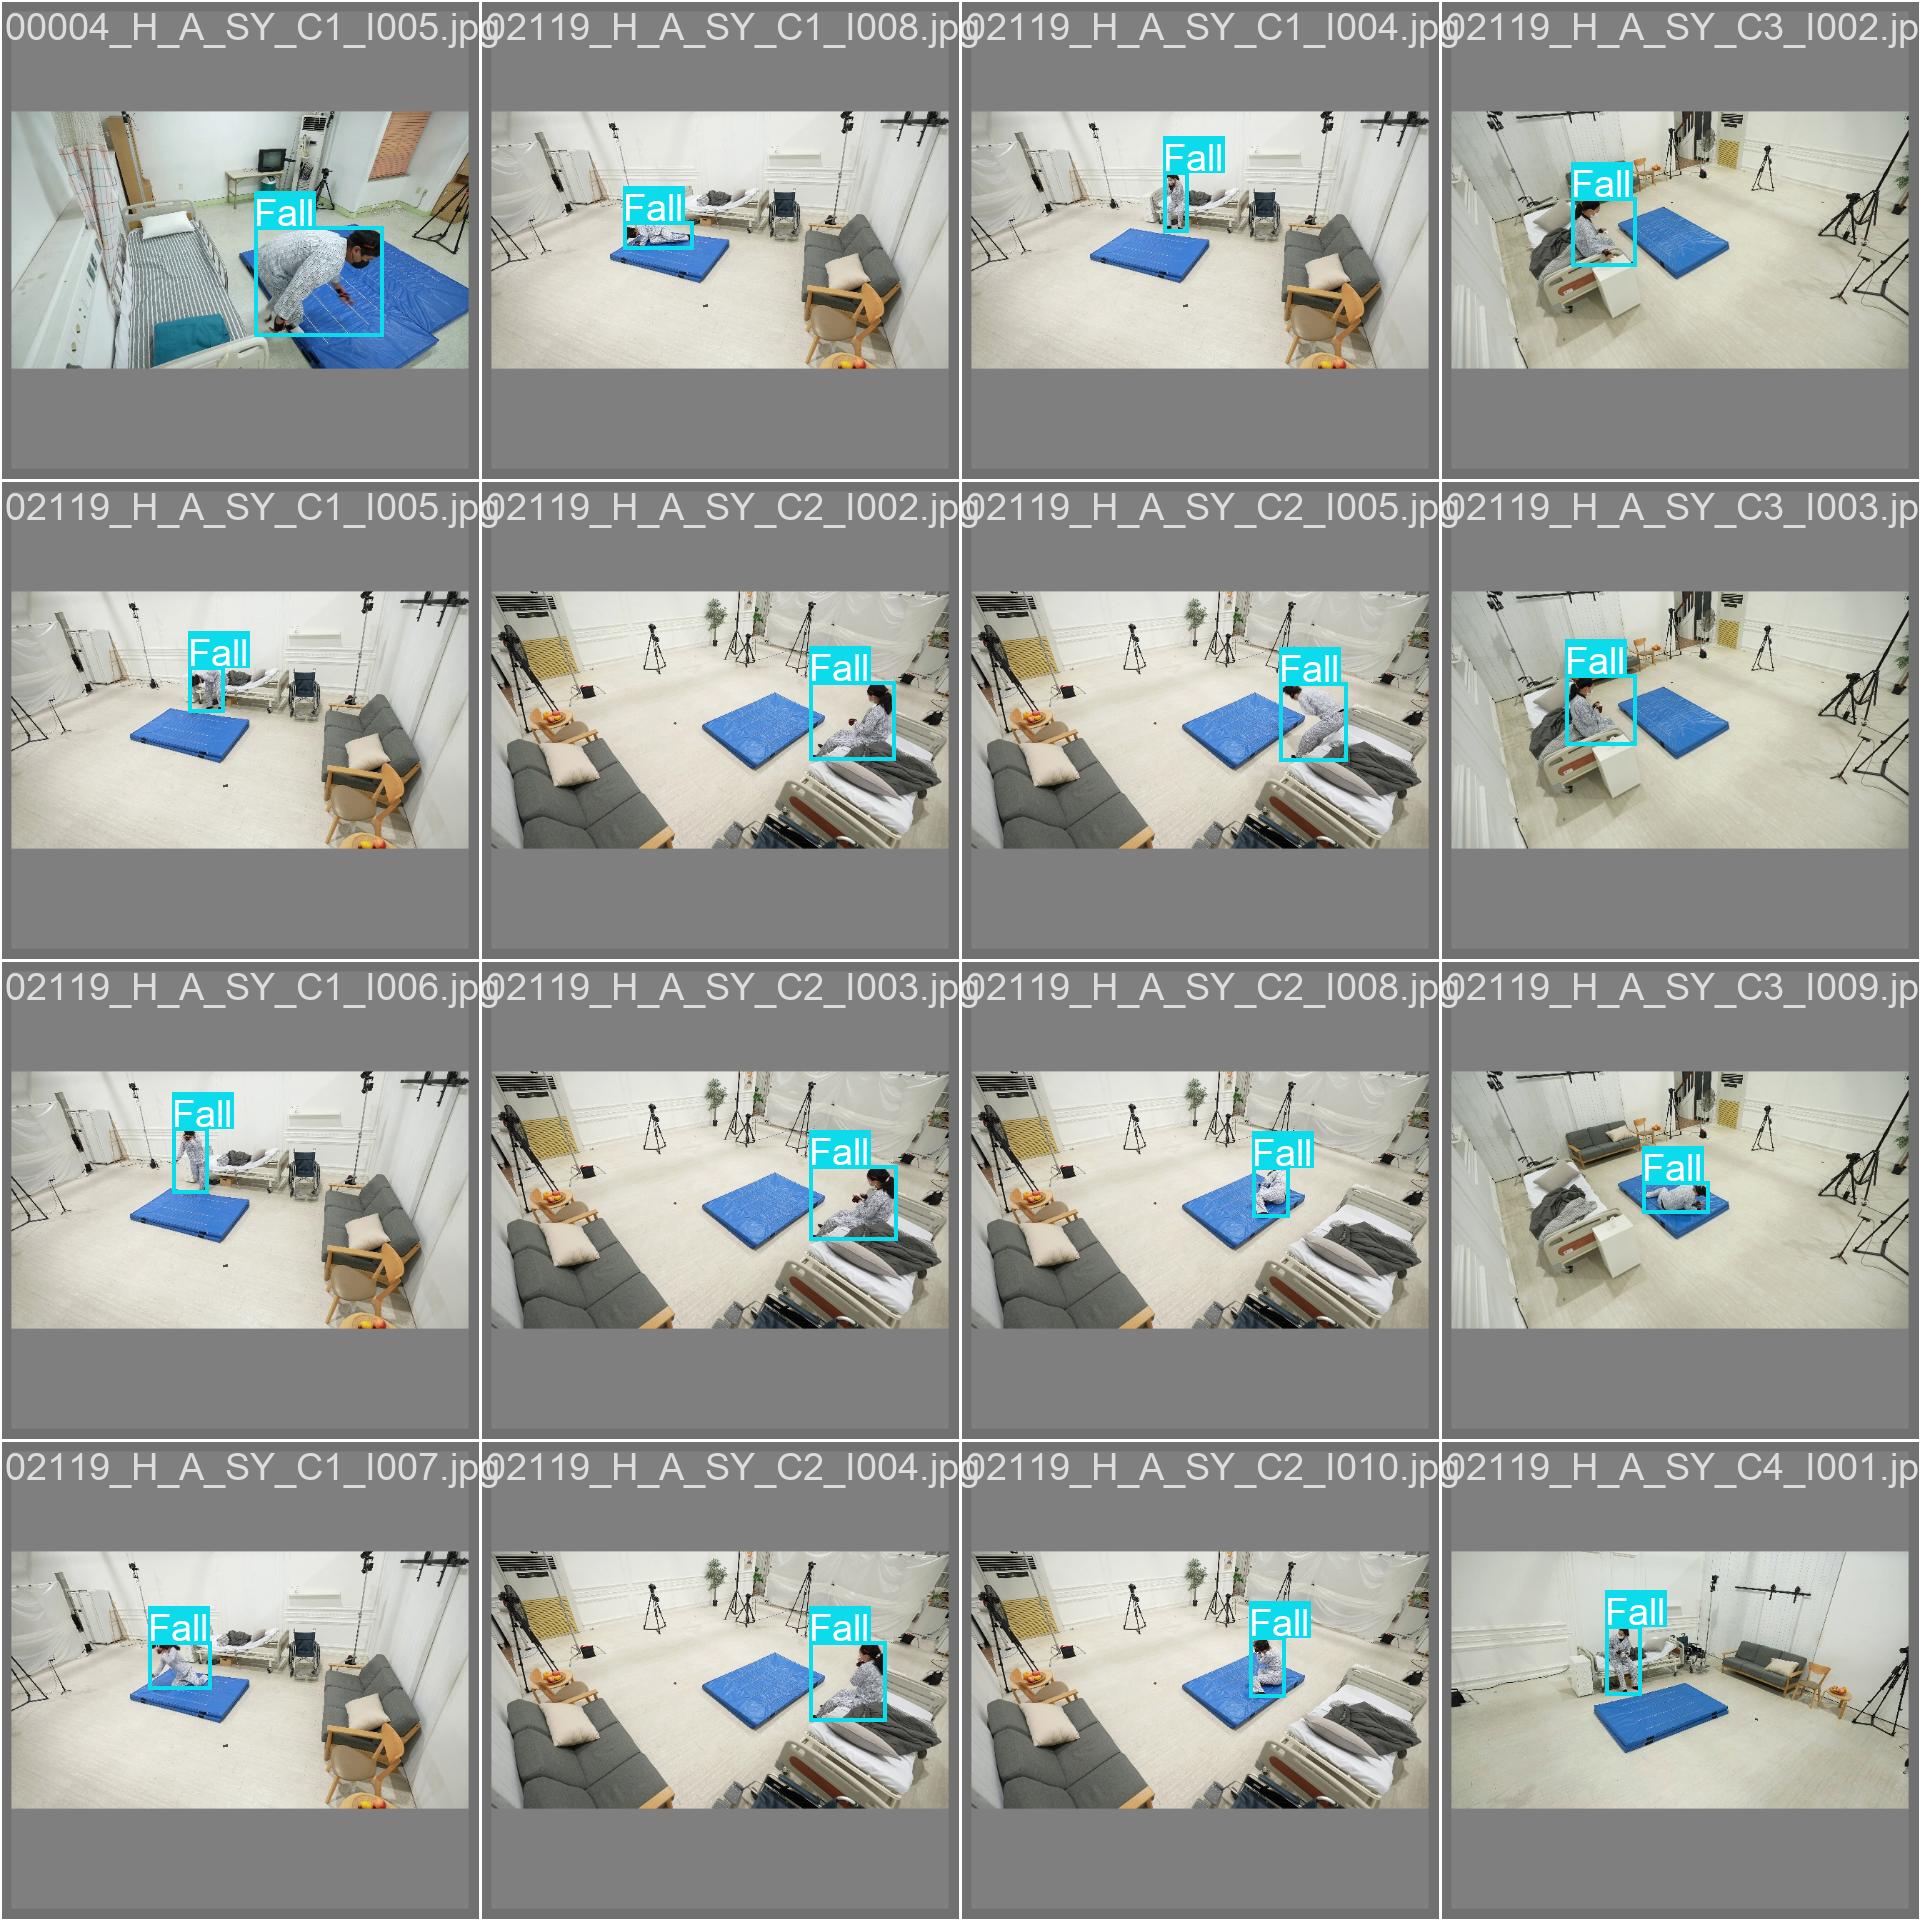 00004_H_A_SY_C1_I005.jpg
02119_H_A_SY_C1_I008.jpg
02119_H_A_SY_C1_I004.jpg
02119_H_A_SY_C3_I002.jp
Fall
Fall
Fall
Fall
02119_H_A_SY_C1_I005.jpg
02119_H_A_SY_C2_I002.jpg
02119_H_A_SY_C2_I005.jpg
02119_H_A_SY_C3_I003.jp
Fall
Fall
Fall
Fall
02119_H_A_SY_C1_I006.jpg
02119_H_A_SY_C2_I003.jpg
02119_H_A_SY_C2_I008.jpg
02119_H_A_SY_C3_I009.jp
Fall
Fall
Fall
Fall
02119_H_A_SY_C1_I007.jpg
02119_H_A_SY_C2_I004.jpg
02119_H_A_SY_C2_I010.jpg
02119_H_A_SY_C4_I001.jp
Fall
Fall
Fall
Fall